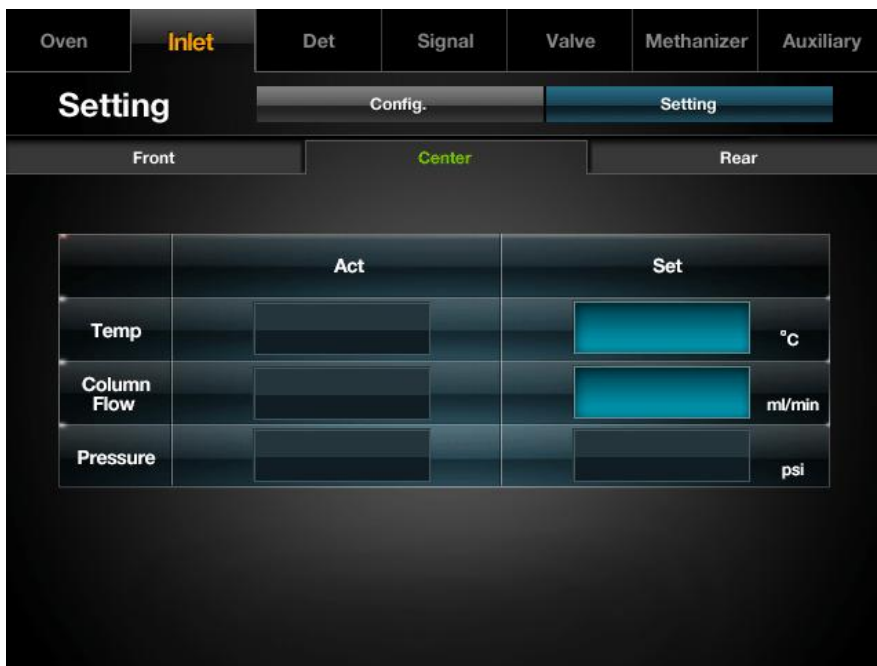 Oven Inlet Det Signal Valve Methanizer Auxiliary
Setting Config. Setting
Front Center Rear
Act Set
Temp °C
Column
Flow ml/min
Pressure psi